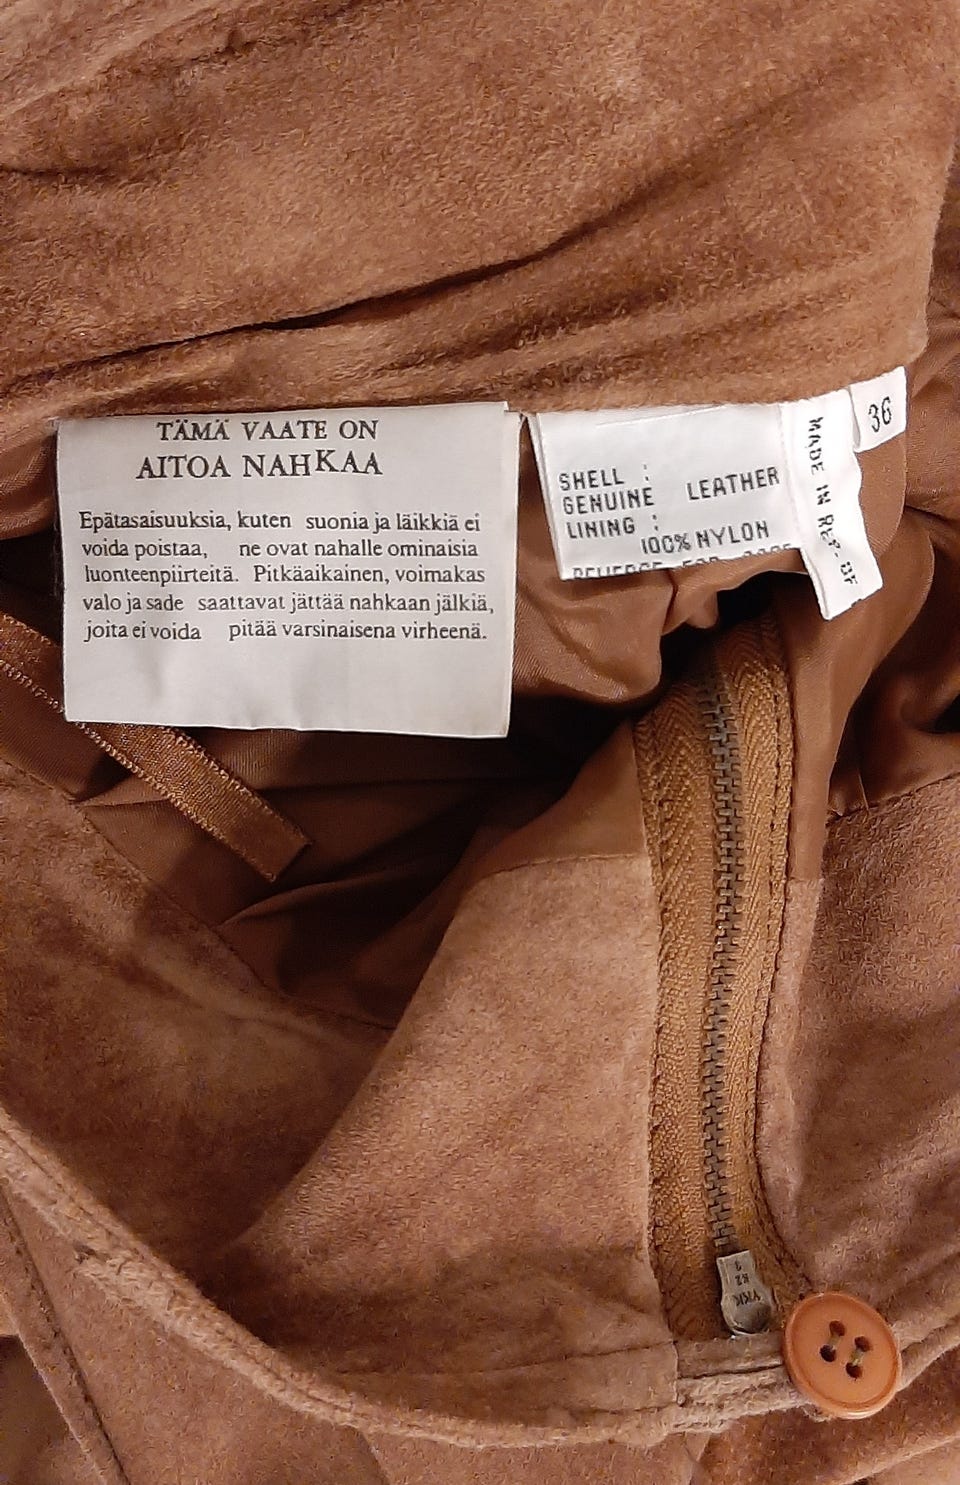 TÄMÄ VAATE ON
AITOA NAHKAA
Epätasaisuuksia, kuten suonia ja läikkiä ei
voida poistaa, ne ovat nahalle ominaisia
luonteenpiirteitä. Pitkäaikainen, voimakas
valo ja sade saattavat jättää nahkaan jälkiä,
joita ei voida pitää varsinaisena virheenä.
SHELL :
GENUINE LEATHER
LINING :
100% NYLON
MADE IN REP. OF
36
YKK